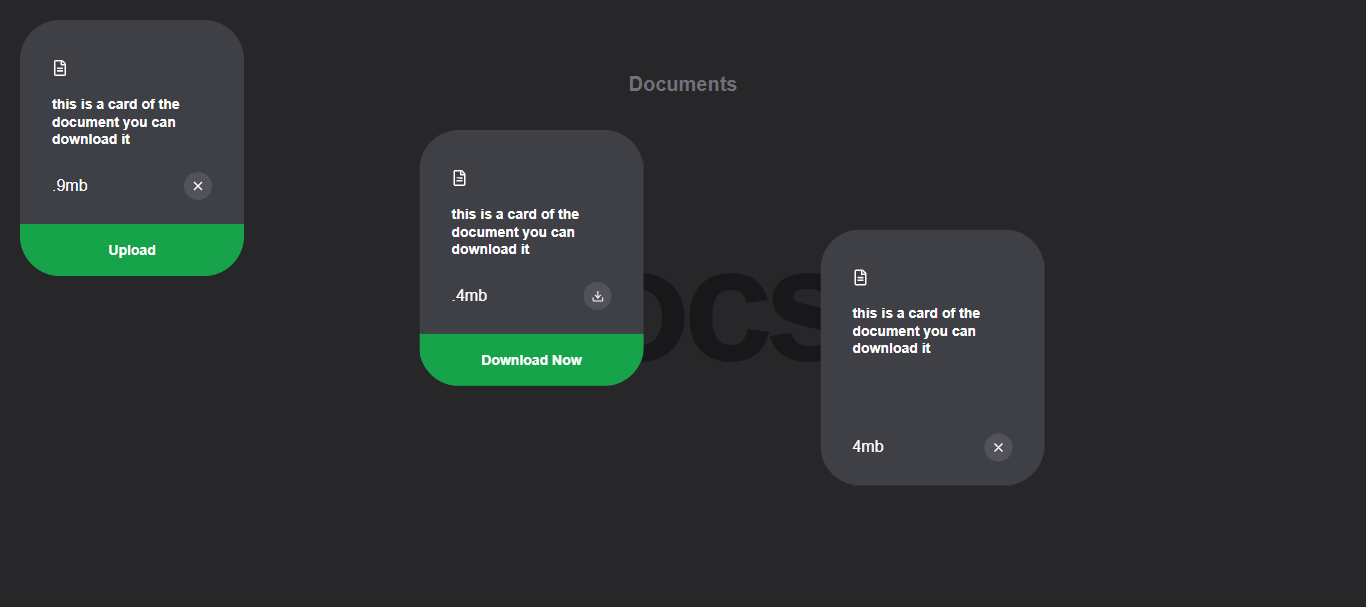 Documents
this is a card of the
document you can
download it
.9mb
Upload
this is a card of the
document you can
download it
.4mb
Download Now
ocs
this is a card of the
document you can
download it
4mb